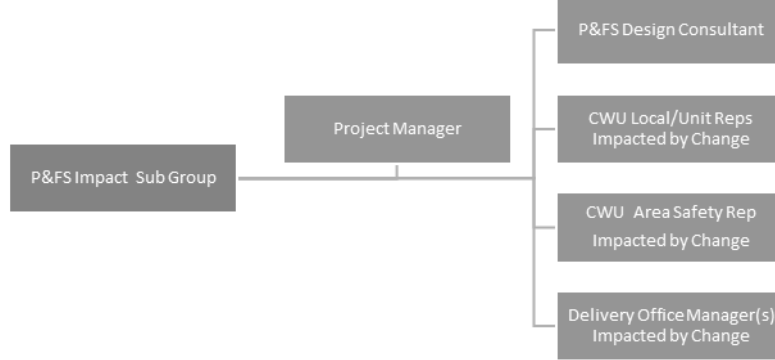 P&FS Design Consultant
Project Manager
CWU Local/Unit Reps
Impacted by Change
P&FS Impact Sub Group
CWU Area Safety Rep
Impacted by Change
Delivery Office Manager(s)
Impacted by Change